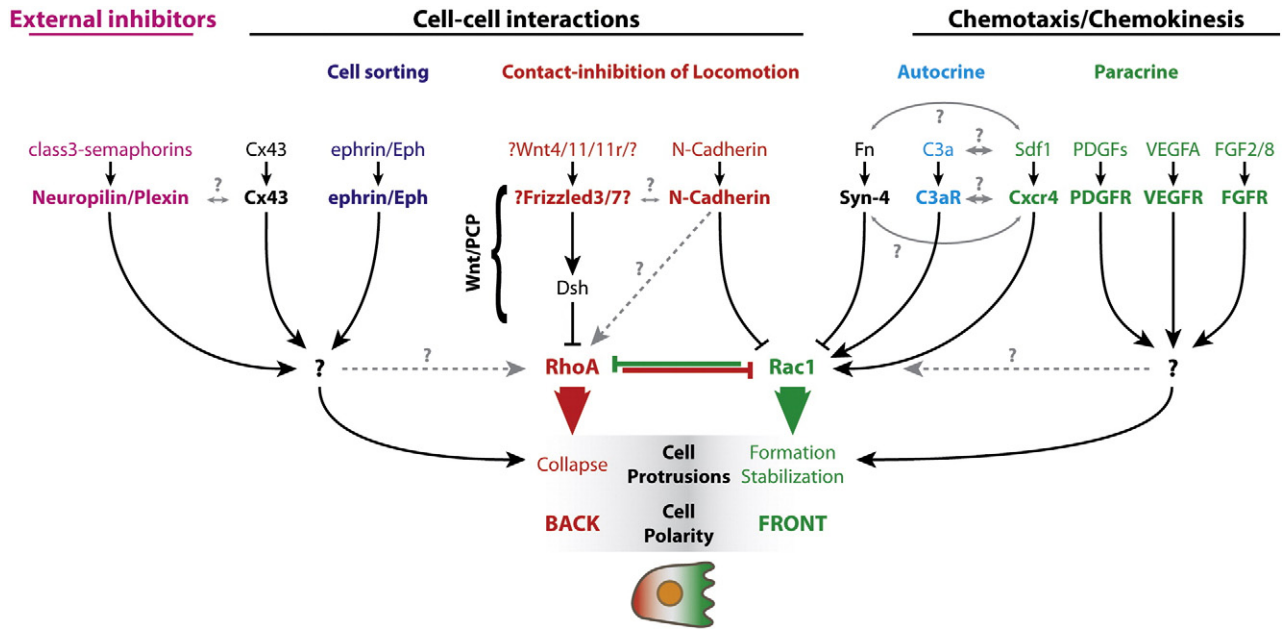 External inhibitors
Cell-cell interactions
Chemotaxis/Chemokinesis
Cell sorting
Contact-inhibition of Locomotion
Autocrine
Paracrine
?
class3-semaphorins
Cx43
ephrin/Eph
?Wnt4/11/11r/?
N-Cadherin
Fn
C3a
?
Sdf1
PDGFs
VEGFA
FGF2/8
Neuropilin/Plexin
?
Cx43
ephrin/Eph
?Frizzled3/7?
?
N-Cadherin
Syn-4
C3aR
?
Cxcr4
PDGFR
VEGFR
FGFR
Wnt/PCP
?
?
Dsh
?
?
RhoA
Rac1
?
?
Collapse
Cell
Protrusions
Formation
Stabilization
BACK
Cell
Polarity
FRONT